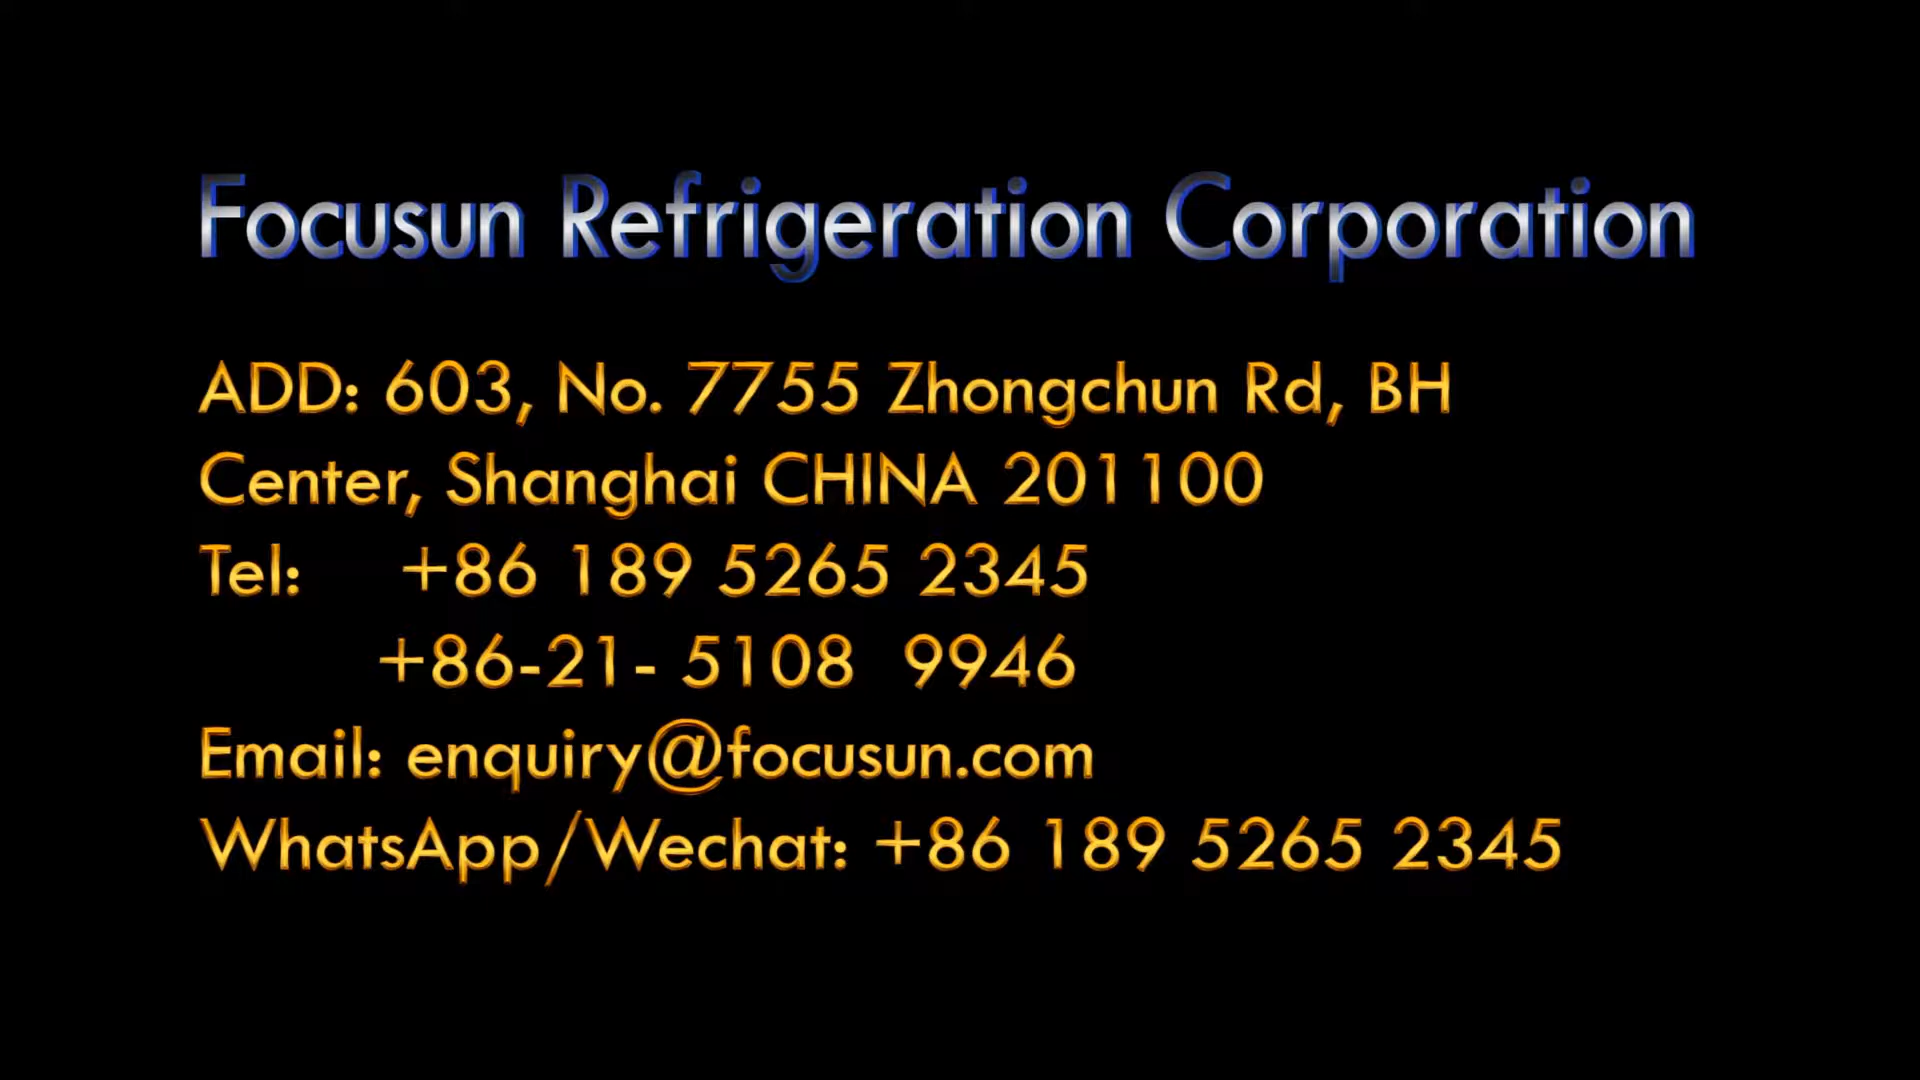 Focusun Refrigeration Corporation
ADD: 603, No. 7755 Zhongchun Rd, BH
Center, Shanghai CHINA 201100
Tel: +86 189 5265 2345
+86-21- 5108 9946
Email: enquiry@focusun.com
WhatsApp/Wechat: +86 189 5265 2345